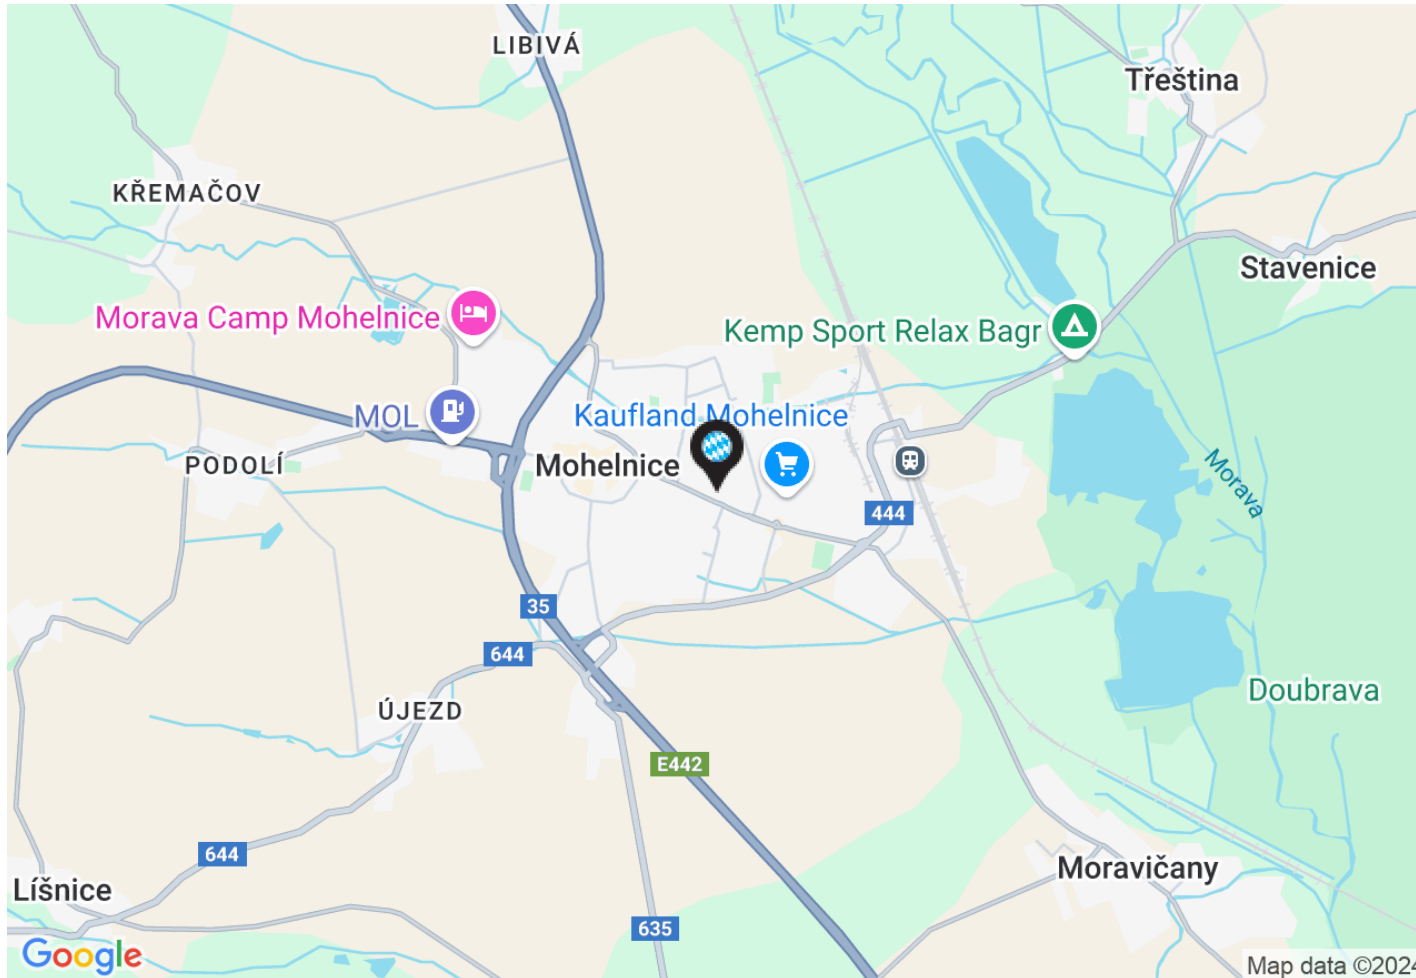 LIBIVÁ
Třeština
KŘEMAČOV
Stavenice
Morava Camp Mohelnice
Kemp Sport Relax Bagr
MOL
Kaufland Mohelnice
PODOLÍ
Mohelnice
Morava
444
35
644
Doubrava
ÚJEZD
E442
644
Moravičany
Líšnice
635
Google
Map data ©2024